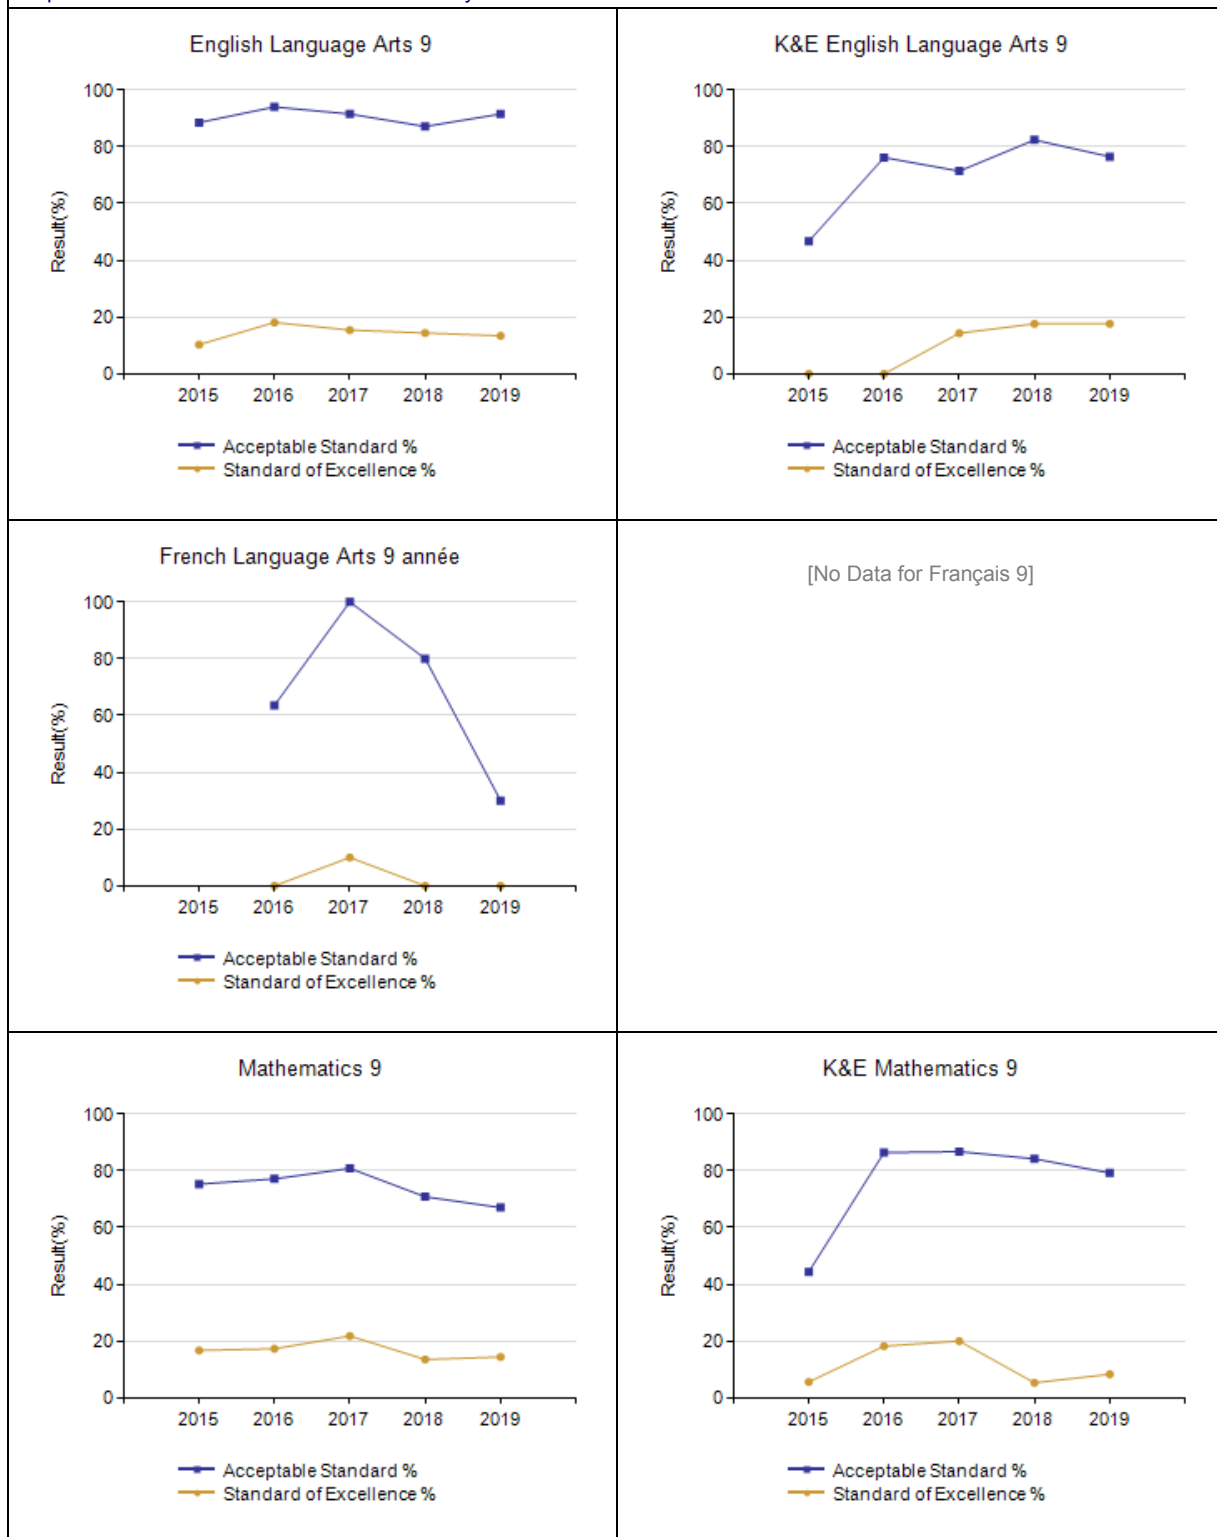 English Language Arts 9
100
80
60
40
20
0
Result(%)
2015 2016 2017 2018 2019
Acceptable Standard %
Standard of Excellence %
K&E English Language Arts 9
100
80
60
40
20
0
Result(%)
2015 2016 2017 2018 2019
Acceptable Standard %
Standard of Excellence %
French Language Arts 9 année
100
80
60
40
20
0
Result(%)
2015 2016 2017 2018 2019
Acceptable Standard %
Standard of Excellence %
[No Data for Français 9]
Mathematics 9
100
80
60
40
20
0
Result(%)
2015 2016 2017 2018 2019
Acceptable Standard %
Standard of Excellence %
K&E Mathematics 9
100
80
60
40
20
0
Result(%)
2015 2016 2017 2018 2019
Acceptable Standard %
Standard of Excellence %